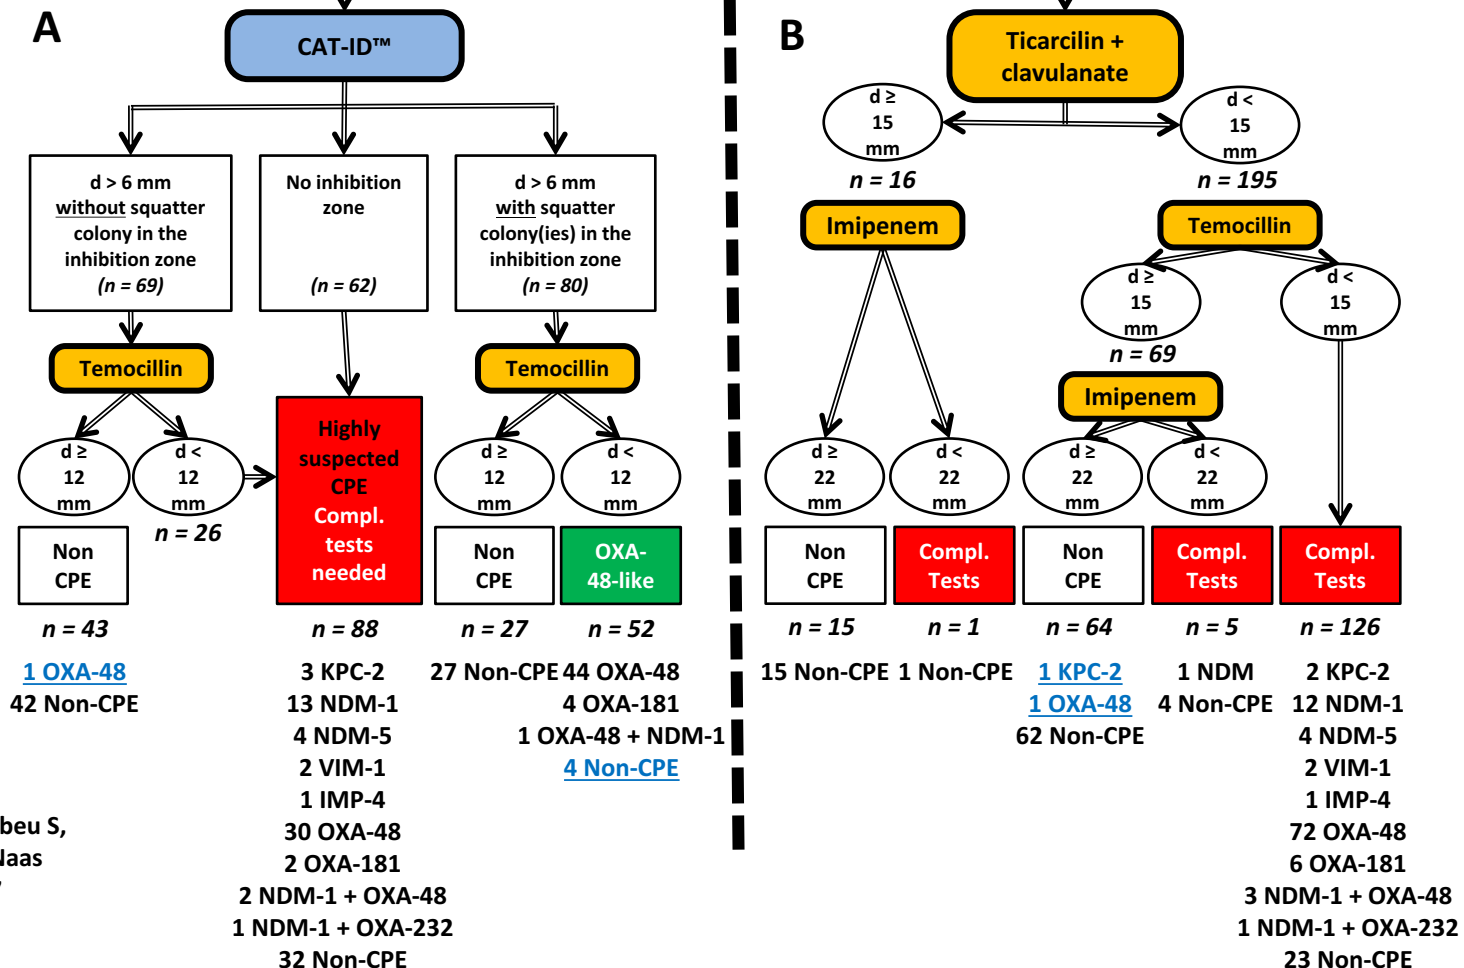 A
CAT-ID™
d > 6 mm
without squatter
colony in the
inhibition zone
(n = 69)
No inhibition
zone
(n = 62)
d > 6 mm
with squatter
colony(ies) in the
inhibition zone
(n = 80)
Temocillin
Temocillin
d ≥
12
mm
d <
12
mm
n = 26
Highly
suspected
CPE
Compl.
tests
needed
d ≥
12
mm
d <
12
mm
Non
CPE
Non
CPE
OXA-
48-like
n = 43
n = 88
n = 27
n = 52
1 OXA-48
42 Non-CPE
3 KPC-2
13 NDM-1
4 NDM-5
2 VIM-1
1 IMP-4
30 OXA-48
2 OXA-181
2 NDM-1 + OXA-48
1 NDM-1 + OXA-232
32 Non-CPE
27 Non-CPE
44 OXA-48
4 OXA-181
1 OXA-48 + NDM-1
4 Non-CPE
beu S,
Naas
B
Ticarcilin +
clavulanate
d ≥
15
mm
n = 16
d <
15
mm
n = 195
Imipenem
Temocillin
d ≥
15
mm
n = 69
d <
15
mm
Imipenem
d ≥
22
mm
d <
22
mm
d ≥
22
mm
d <
22
mm
Non
CPE
Compl.
Tests
Non
CPE
Compl.
Tests
Compl.
Tests
n = 15
n = 1
n = 64
n = 5
n = 126
15 Non-CPE
1 Non-CPE
1 KPC-2
1 OXA-48
62 Non-CPE
1 NDM
4 Non-CPE
2 KPC-2
12 NDM-1
4 NDM-5
2 VIM-1
1 IMP-4
72 OXA-48
6 OXA-181
3 NDM-1 + OXA-48
1 NDM-1 + OXA-232
23 Non-CPE